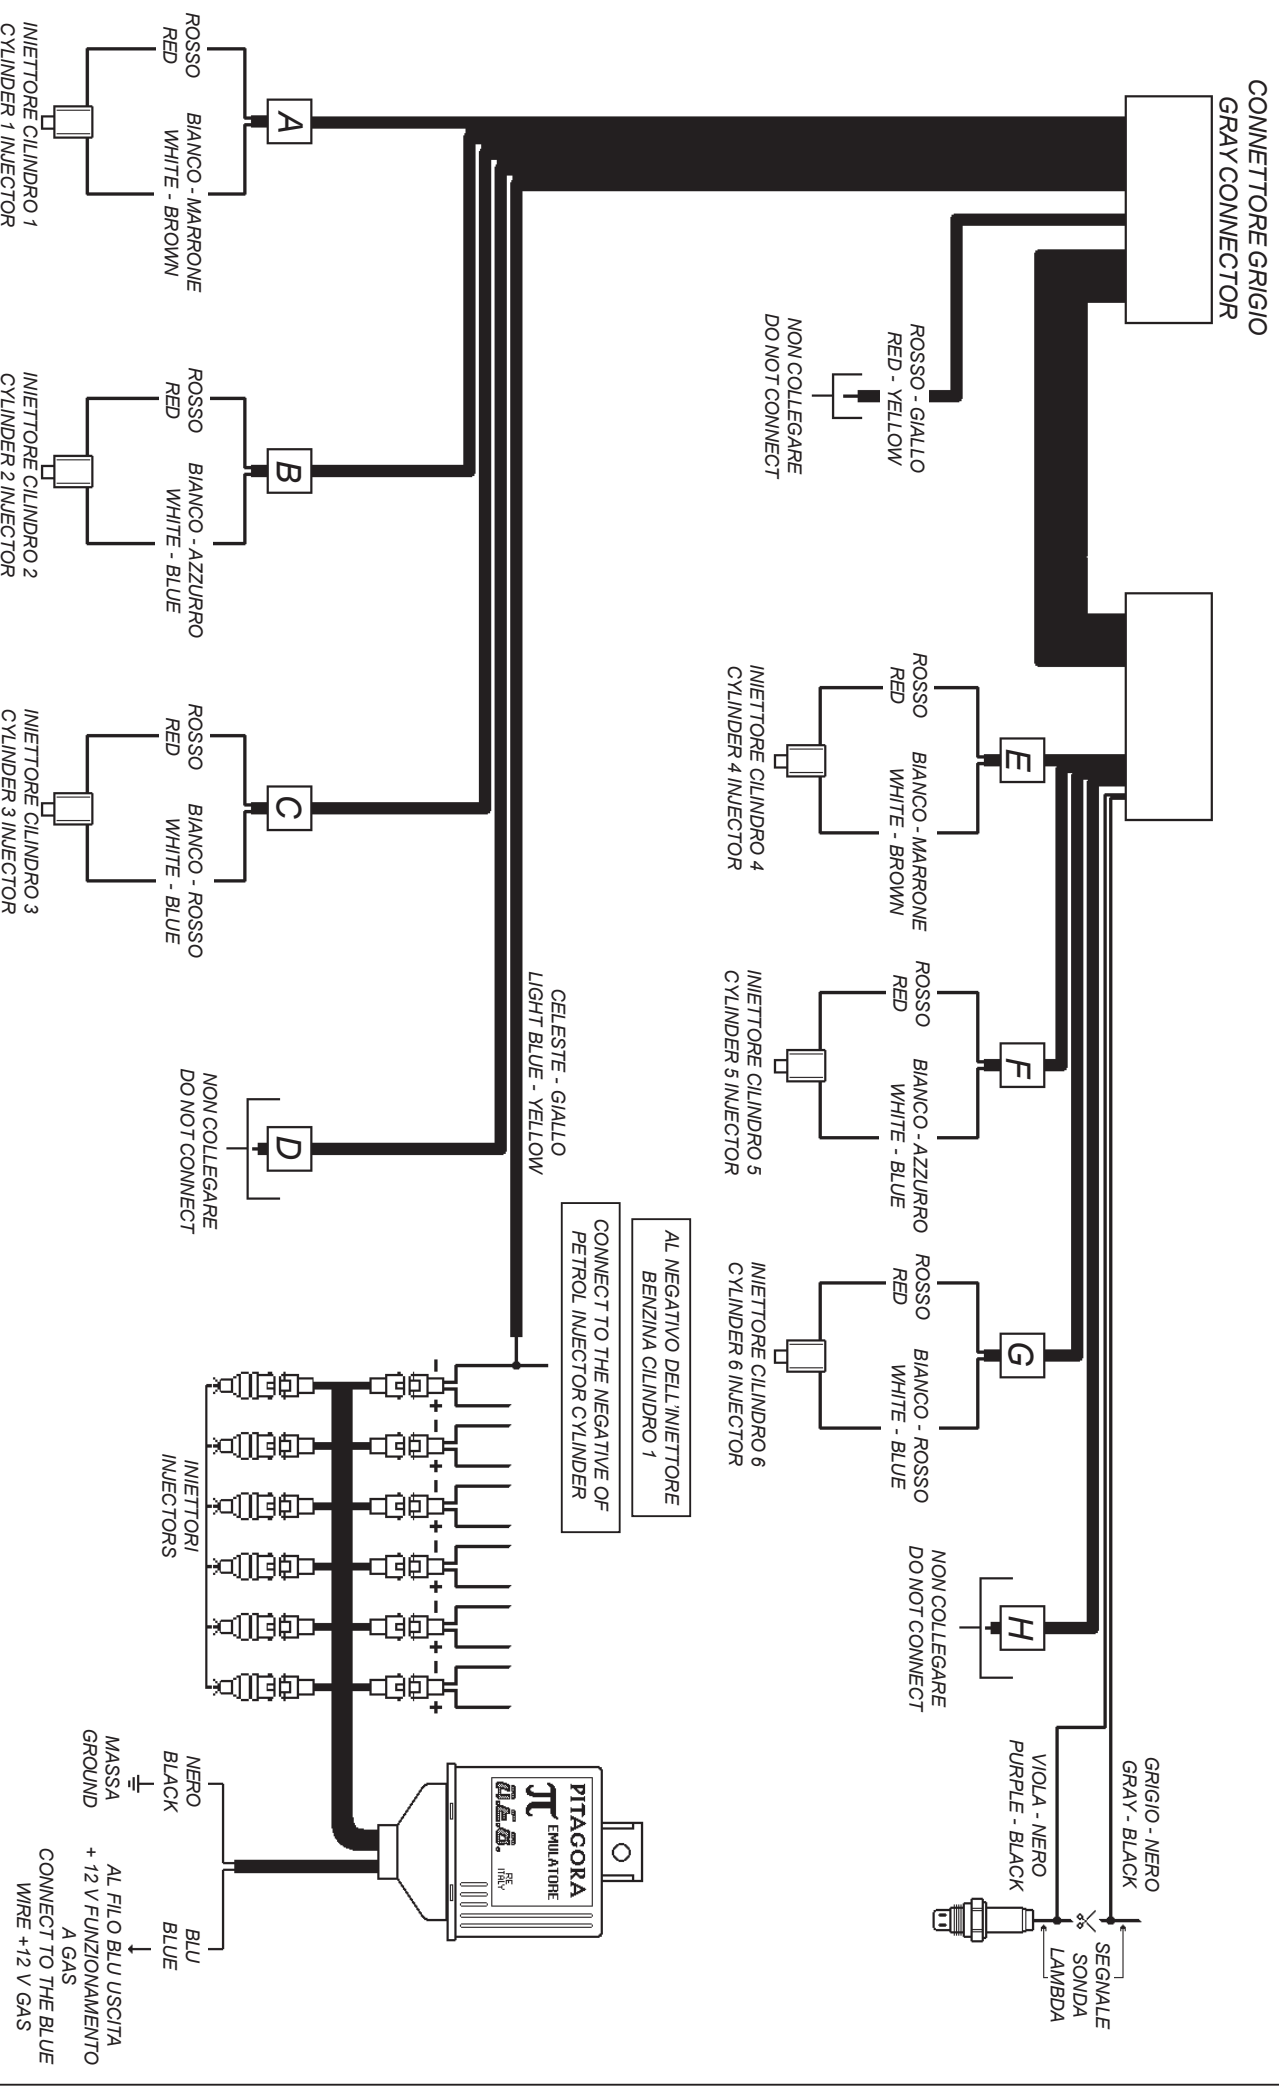 CONNETTORE GRIGIO
GRAY CONNECTOR
ROSSO - GIALLO
RED - YELLOW
NON COLLEGARE
DO NOT CONNECT
E
ROSSO
RED
BIANCO - MARRONE
WHITE - BROWN
INIETTORE CILINDRO 4
CYLINDER 4 INJECTOR
F
ROSSO
RED
BIANCO - AZZURRO
WHITE - BLUE
INIETTORE CILINDRO 5
CYLINDER 5 INJECTOR
G
ROSSO
RED
BIANCO - ROSSO
WHITE - BLUE
INIETTORE CILINDRO 6
CYLINDER 6 INJECTOR
H
NON COLLEGARE
DO NOT CONNECT
GRIGIO - NERO
GRAY - BLACK
VIOLA - NERO
PURPLE - BLACK
SEGNALE
SONDA
LAMBDA
AL NEGATIVO DELL'INIETTORE
BENZINA CILINDRO 1
CONNECT TO THE NEGATIVE OF
PETROL INJECTOR CYLINDER
CELESTE - GIALLO
LIGHT BLUE - YELLOW
A
ROSSO
RED
BIANCO - MARRONE
WHITE - BROWN
INIETTORE CILINDRO 1
CYLINDER 1 INJECTOR
B
ROSSO
RED
BIANCO - AZZURRO
WHITE - BLUE
INIETTORE CILINDRO 2
CYLINDER 2 INJECTOR
C
ROSSO
RED
BIANCO - ROSSO
WHITE - BLUE
INIETTORE CILINDRO 3
CYLINDER 3 INJECTOR
D
NON COLLEGARE
DO NOT CONNECT
- + - + - + - + - + - +
INIETTORI
INJECTORS
PITAGORA
π EMULATORE
A.E.B. RE
ITALY
NERO
BLACK
MASSA
GROUND
BLU
BLUE
AL FILO BLU USCITA
+ 12 V FUNZIONAMENTO
A GAS
CONNECT TO THE BLUE
WIRE +12 V GAS